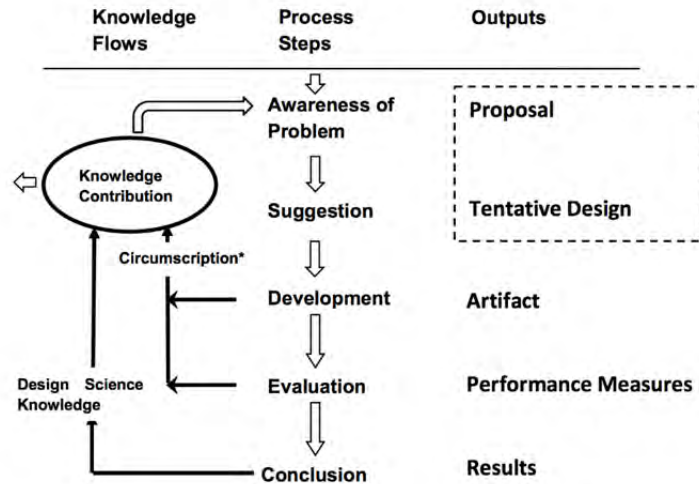 Knowledge Flows
Process Steps
Outputs
Awareness of Problem
Proposal
Knowledge Contribution
Suggestion
Tentative Design
Circumscription*
Development
Artifact
Design Science Knowledge
Evaluation
Performance Measures
Conclusion
Results